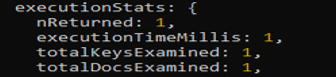 executionStats: {
nReturned: 1,
executionTimeMillis: 1,
totalKeysExamined: 1,
totalDocsExamined: 1,